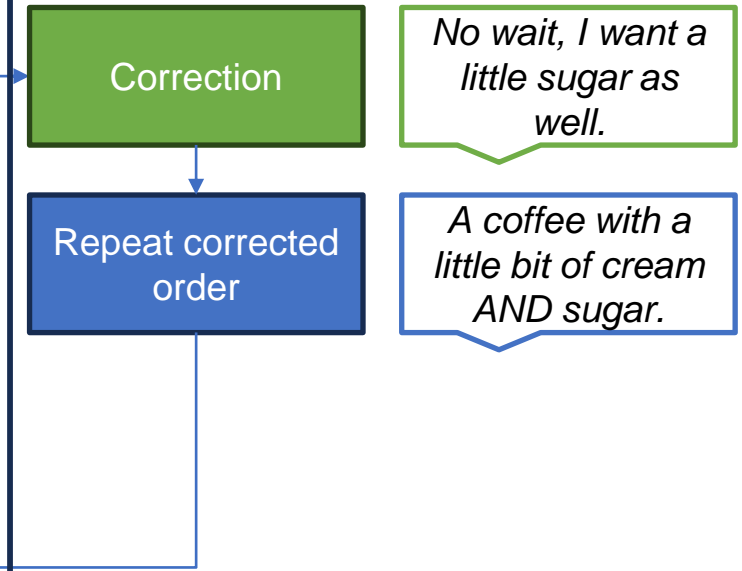 Correction
No wait, I want a
little sugar as
well.
Repeat corrected
order
A coffee with a
little bit of cream
AND sugar.